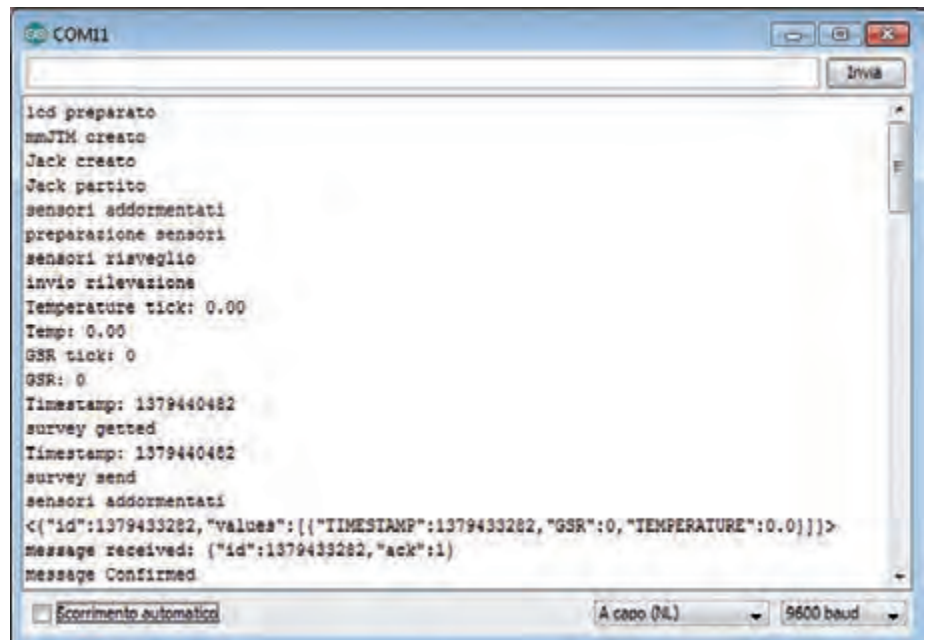 COM11
Invia
lcd preparato
mmJTM creato
Jack creato
Jack partito
sensori addormentati
preparazione sensori
sensori risveglio
invio rilevazione
Temperature tick: 0.00
Temp: 0.00
GSR tick: 0
GSR: 0
Timestamp: 1379440482
survey getted
Timestamp: 1379440482
survey send
sensori addormentati
<{"id":1379433282,"values":[{"TIMESTAMP":1379433282,"GSR":0,"TEMPERATURE":0.0}]}>
message received: {"id":1379433282,"ack":1}
message Confirmed
Scorrimento automatico
A capo (NL)
9600 baud